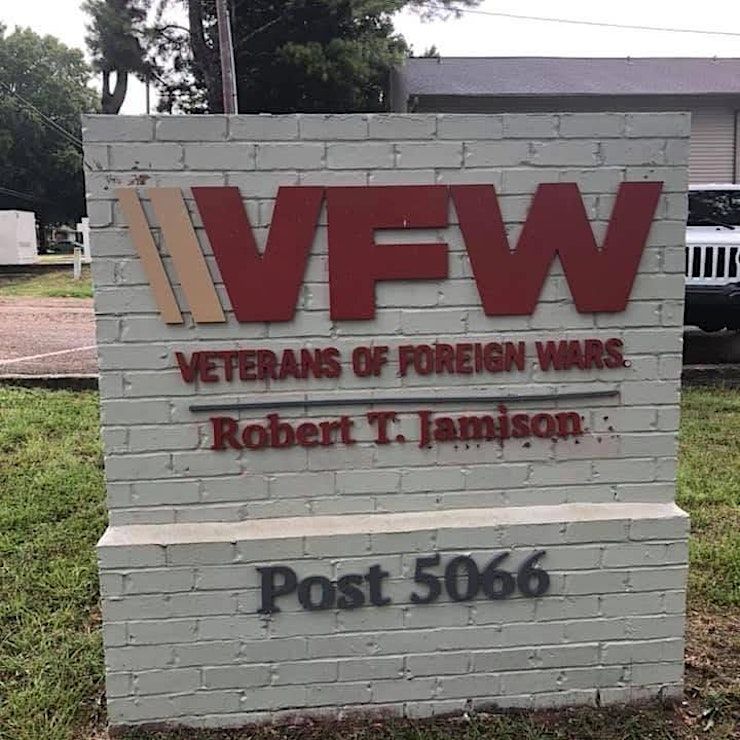 VFW
VETERANS OF FOREIGN WARS.
Robert T. Jamison
Post 5066